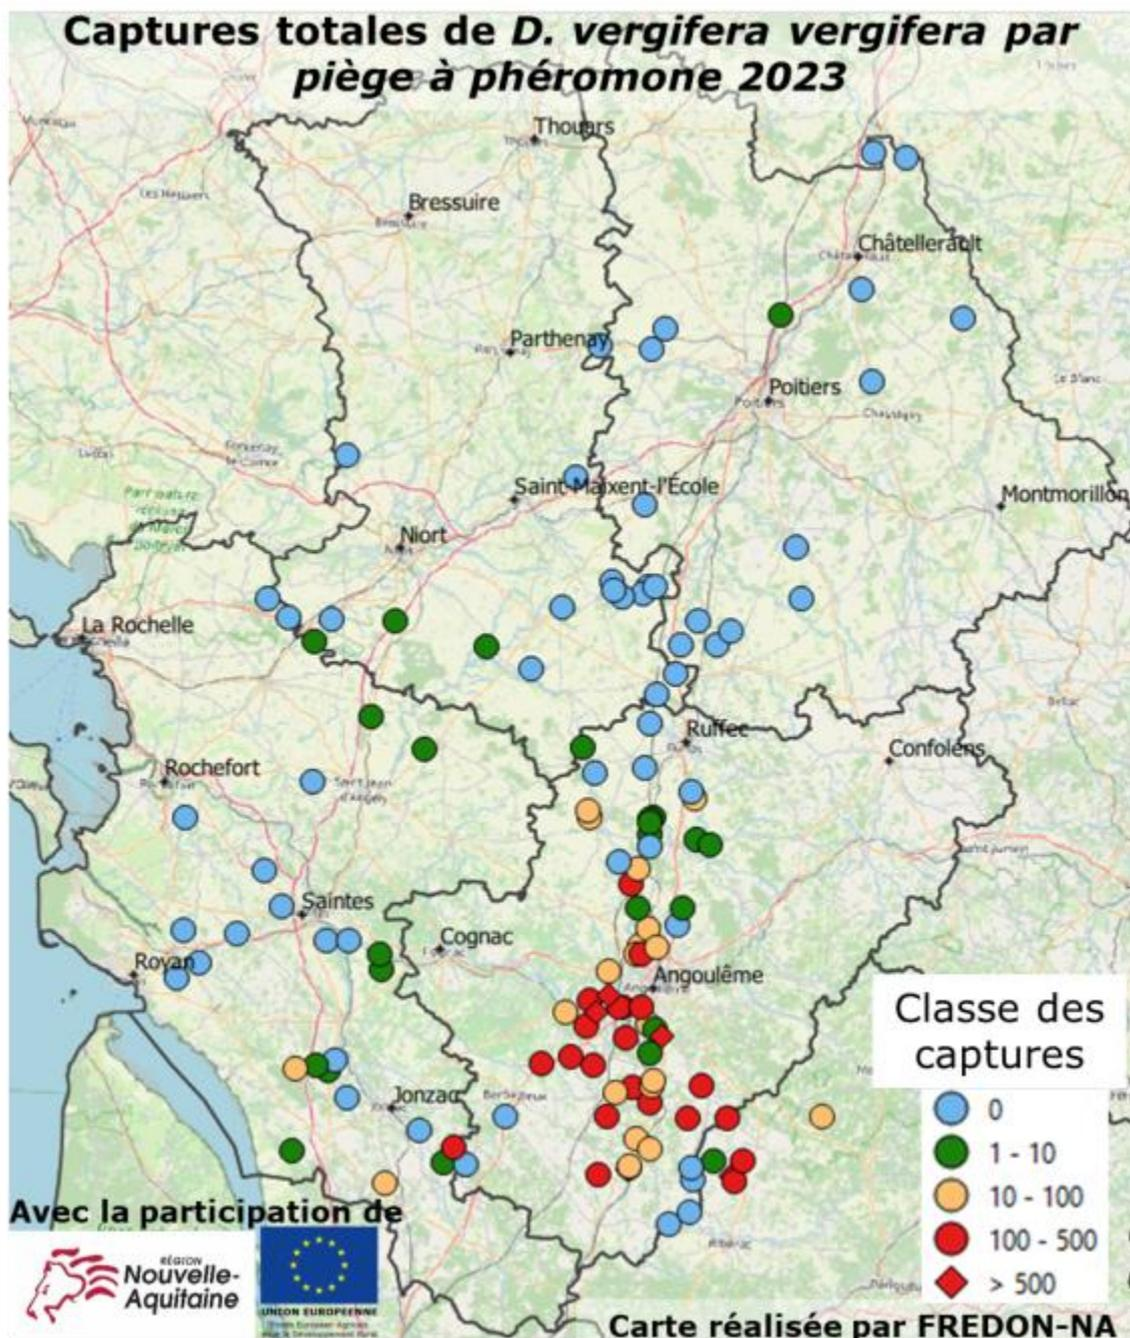 Captures totales de D. vergifera vergifera par
piège à phéromone 2023
Thouars
Bressuire
Châtellerault
Parthenay
Poitiers
Saint-Maixent-l'École
Montmorillon
Niort
La Rochelle
Ruffec
Confolens
Rochefort
Saintes
Cognac
Royan
Angoulême
Jonzac
Classe des
captures
0
1 - 10
10 - 100
100 - 500
> 500
Avec la participation de
RÉGION
Nouvelle-
Aquitaine
UNION EUROPEENNE
Carte réalisée par FREDON-NA